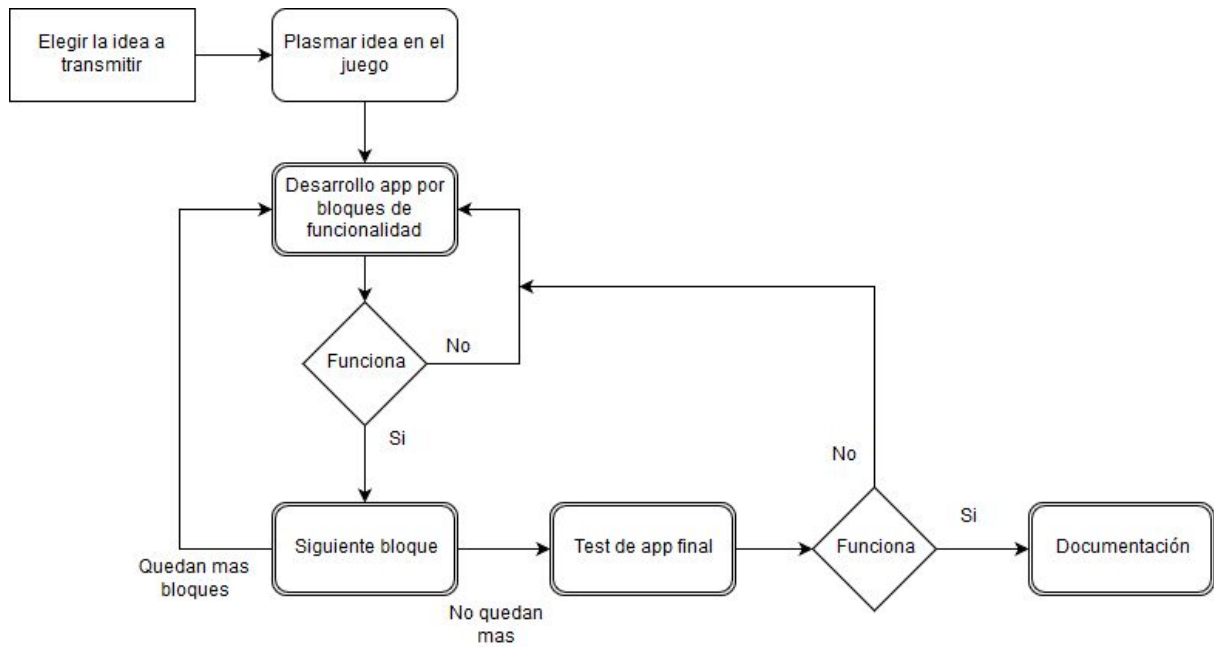 Elegir la idea a
transmitir
Plasmar idea en el
juego
Desarrollo app por
bloques de
funcionalidad
Funciona
No
Si
Siguiente bloque
Quedan mas
bloques
No quedan
mas
Test de app final
Funciona
No
Si
Documentación